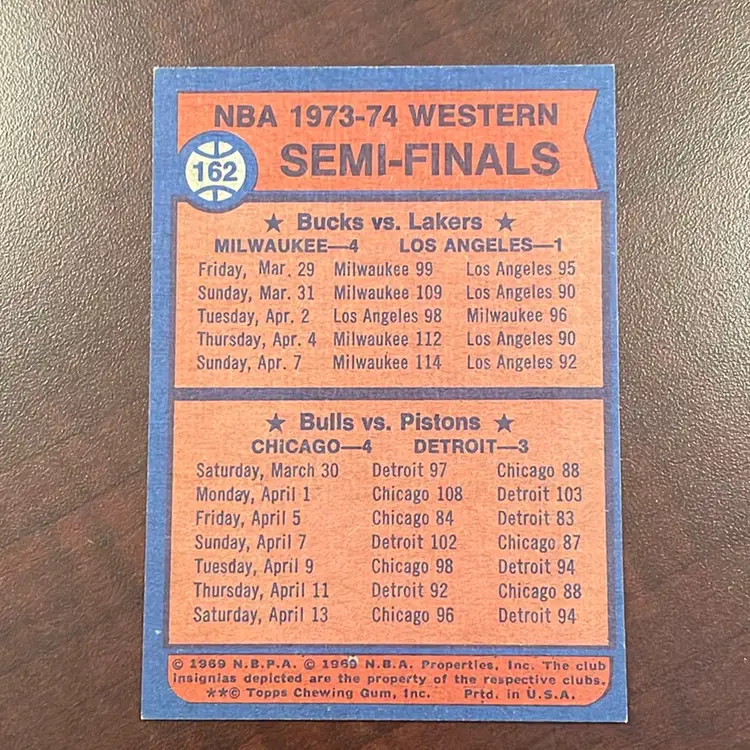 NBA 1973-74 WESTERN
162
SEMI-FINALS
★ Bucks vs. Lakers ★
MILWAUKEE—4 LOS ANGELES—1
Friday, Mar. 29 Milwaukee 99 Los Angeles 95
Sunday, Mar. 31 Milwaukee 109 Los Angeles 90
Tuesday, Apr. 2 Los Angeles 98 Milwaukee 96
Thursday, Apr. 4 Milwaukee 112 Los Angeles 90
Sunday, Apr. 7 Milwaukee 114 Los Angeles 92
★ Bulls vs. Pistons ★
CHICAGO—4 DETROIT—3
Saturday, March 30 Detroit 97 Chicago 88
Monday, April 1 Chicago 108 Detroit 103
Friday, April 5 Chicago 84 Detroit 83
Sunday, April 7 Detroit 102 Chicago 87
Tuesday, April 9 Chicago 98 Detroit 94
Thursday, April 11 Detroit 92 Chicago 88
Saturday, April 13 Chicago 96 Detroit 94
© 1969 N.B.P.A. © 1969 N.B.A. Properties, Inc. The club
insignias depicted are the property of the respective clubs.
**© Topps Chewing Gum, Inc. Prtd. in U.S.A.